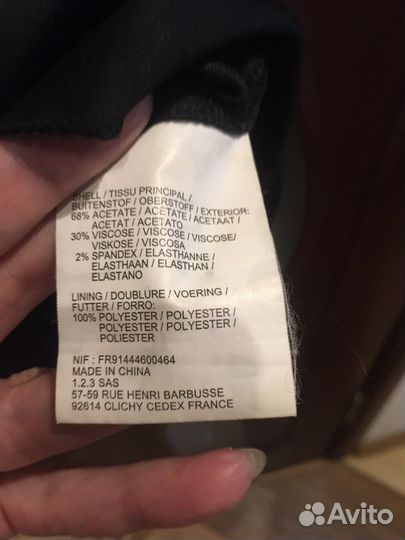 SHELL / TISSU PRINCIPAL /
BUITENSTOF / OBERSTOFF / EXTERIOR:
68% ACETATE / ACETATE / ACETAAT /
ACETAT / ACETATO
30% VISCOSE / VISCOSE / VISCOSE/
VISKOSE / VISCOSA
2% SPANDEX / ELASTHANNE /
ELASTHAAN / ELASTHAN /
ELASTANO
LINING / DOUBLURE / VOERING /
FUTTER / FORRO:
100% POLYESTER / POLYESTER /
POLYESTER / POLYESTER /
POLIESTER
NIF : FR91444600464
MADE IN CHINA
1.2.3 SAS
57-59 RUE HENRI BARBUSSE
92614 CLICHY CEDEX FRANCE
Avito